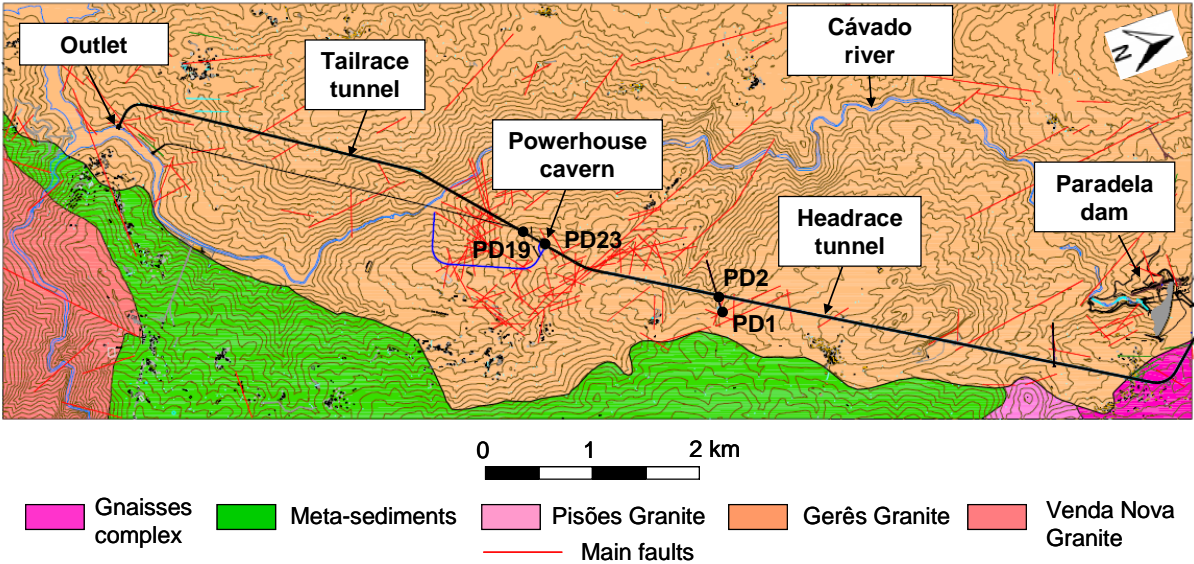 Outlet
Tailrace
tunnel
Cávado
river
N
Powerhouse
cavern
Paradela
dam
Headrace
tunnel
PD19
PD23
PD2
PD1
0 1 2 km
Gnaisses
complex
Meta-sediments
Pisões Granite
Gerês Granite
Venda Nova
Granite
Main faults